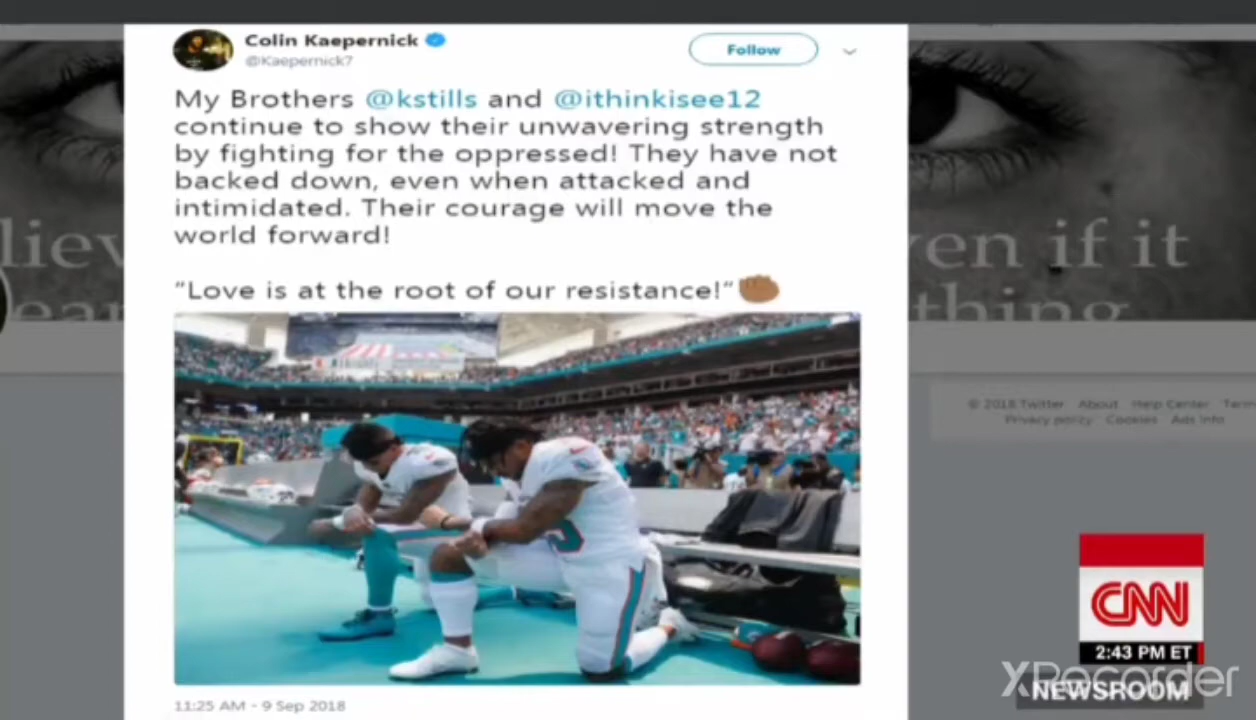 Colin Kaepernick
@Kaepernick7
Follow
My Brothers @kstills and @ithinkisee12
continue to show their unwavering strength
by fighting for the oppressed! They have not
backed down, even when attacked and
intimidated. Their courage will move the
world forward!
"Love is at the root of our resistance!"✊🏾
11:25 AM - 9 Sep 2018
liev
ven if it
ear
thing
© 2018 Twitter About Help Center Term
Privacy policy Cookies Ads info
CNN
2:43 PM ET
NEWSROOM
XRecorder